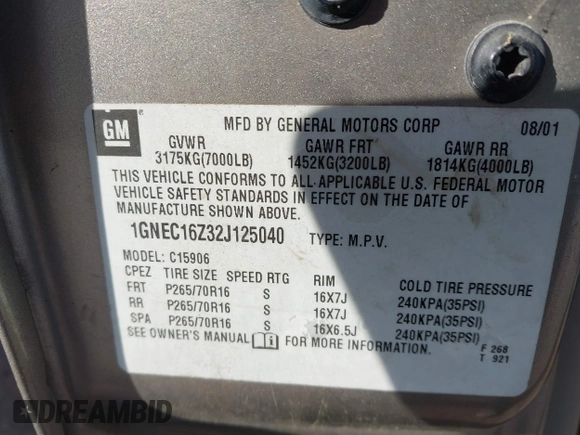 GM
MFD BY GENERAL MOTORS CORP 08/01
GVWR GAWR FRT GAWR RR
3175KG(7000LB) 1452KG(3200LB) 1814KG(4000LB)
THIS VEHICLE CONFORMS TO ALL APPLICABLE U.S. FEDERAL MOTOR
VEHICLE SAFETY STANDARDS IN EFFECT ON THE DATE OF
MANUFACTURE SHOWN ABOVE.
1GNEC16Z32J125040 TYPE: M.P.V.
MODEL: C15906
CPEZ TIRE SIZE SPEED RTG RIM COLD TIRE PRESSURE
FRT P265/70R16 S 16X7J 240KPA(35PSI)
RR P265/70R16 S 16X7J 240KPA(35PSI)
SPA P265/70R16 S 16X6.5J 240KPA(35PSI)
SEE OWNER'S MANUAL i FOR MORE INFORMATION.
F 268
T 921
DREAMBID